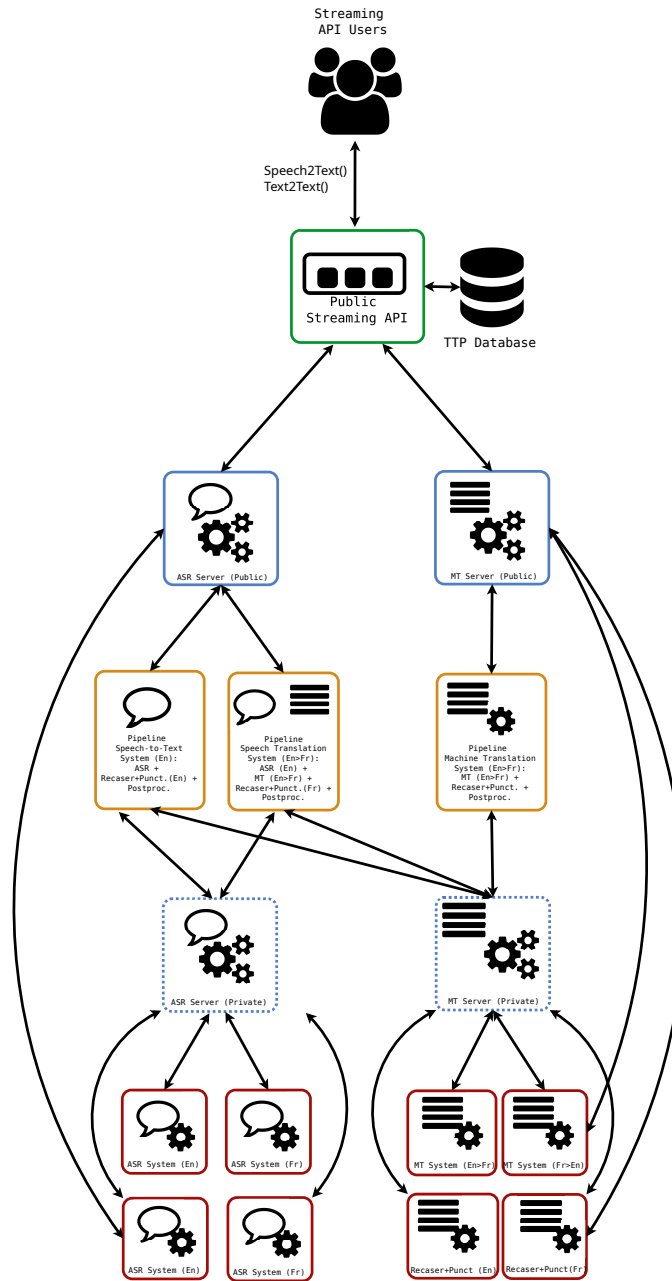 Streaming
API Users
Speech2Text()
Text2Text()
Public
Streaming API
TTP Database
ASR Server (Public)
MT Server (Public)
Pipeline
Speech-to-Text
System (En):
ASR +
Recaser+Punct.(En) +
Postproc.
Pipeline
Speech Translation
System (En>Fr):
ASR (En) +
MT (En>Fr) +
Recaser+Punct.(Fr) +
Postproc.
Pipeline
Machine Translation
System (En>Fr):
MT (En>Fr) +
Recaser+Punct. +
Postproc.
ASR Server (Private)
MT Server (Private)
ASR System (En)
ASR System (Fr)
MT System (En>Fr)
MT System (Fr>En)
ASR System (En)
ASR System (Fr)
Recaser+Punct (En)
Recaser+Punct(Fr)